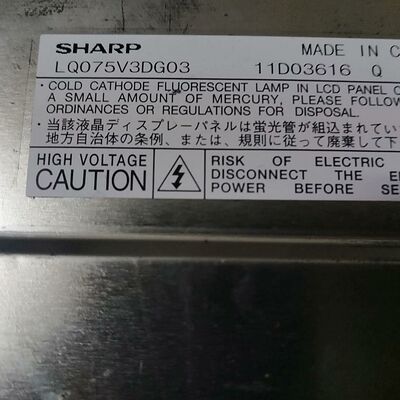 SHARP MADE IN C
LQ075V3DG03 11D03616 Q
・COLD CATHODE FLUORESCENT LAMP IN LCD PANEL C
A SMALL AMOUNT OF MERCURY, PLEASE FOLLOW
ORDINANCES OR REGULATIONS FOR DISPOSAL.
・当該液晶ディスプレーパネルは蛍光管が組込まれてい
地方自治体の条例、または、規則に従って廃棄して下
HIGH VOLTAGE
CAUTION
RISK OF ELECTRIC
DISCONNECT THE E
POWER BEFORE SE